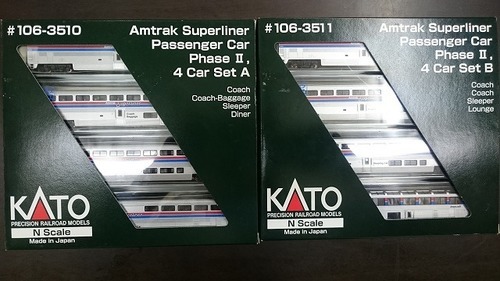 #106-3510
Amtrak Superliner
Passenger Car
Phase II,
4 Car Set A
Coach
Coach-Baggage
Sleeper
Diner
KATO
PRECISION RAILROAD MODELS
N Scale
Made in Japan
#106-3511
Amtrak Superliner
Passenger Car
Phase II,
4 Car Set B
Coach
Coach
Sleeper
Lounge
KATO
PRECISION RAILROAD MODELS
N Scale
Made in Japan